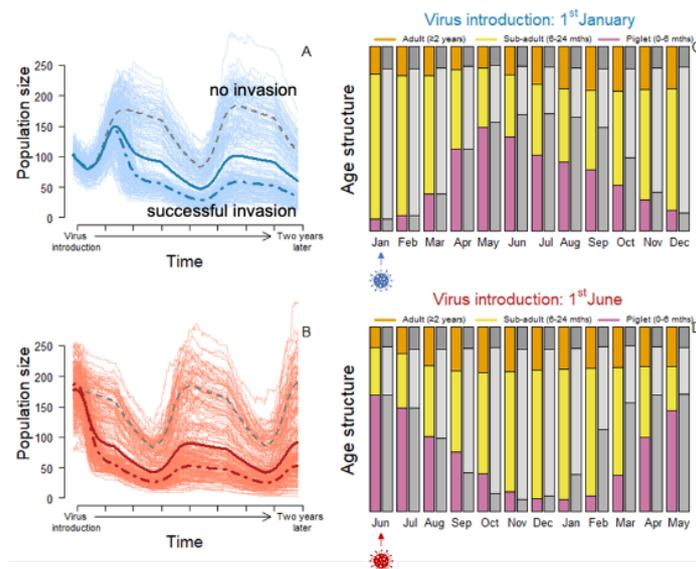 A
Population size
250
200
150
100
50
0
no invasion
successful invasion
Virus introduction
Two years later
Time
Virus introduction: 1st January
Adult (≥2 years) Sub-adult (6-24 mths) Piglet (0-6 mths)
Age structure
Jan Feb Mar Apr May Jun Jul Aug Sep Oct Nov Dec
B
Population size
250
200
150
100
50
0
Virus introduction
Two years later
Time
Virus introduction: 1st June
Adult (≥2 years) Sub-adult (6-24 mths) Piglet (0-6 mths)
Age structure
Jun Jul Aug Sep Oct Nov Dec Jan Feb Mar Apr May